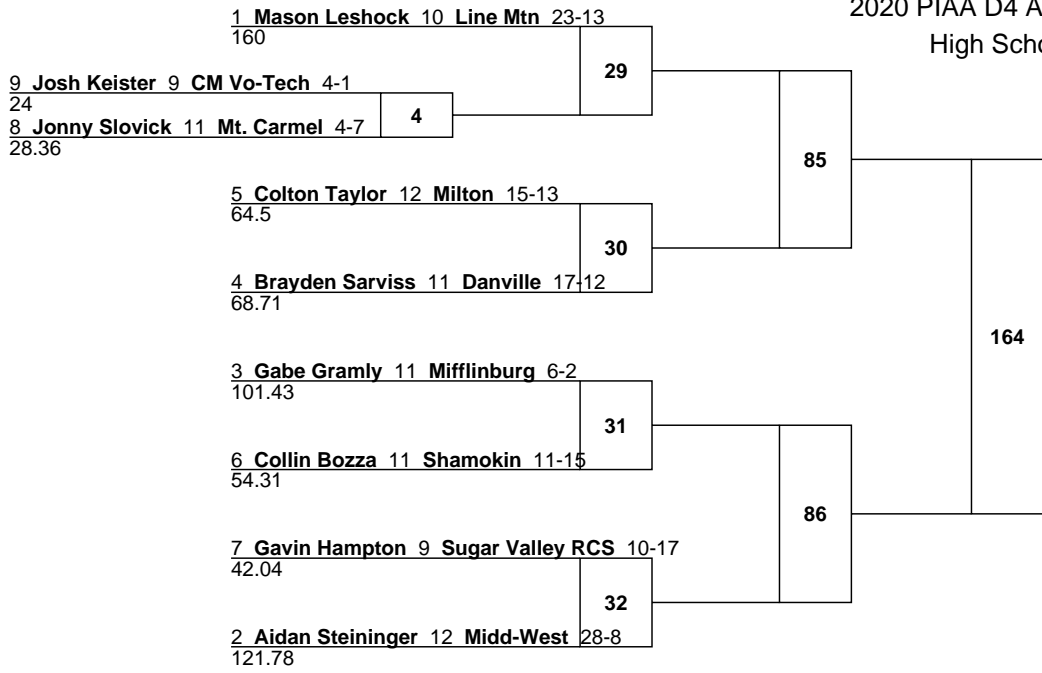 2020 PIAA D4 A
High Scho
1 Mason Leshock 10 Line Mtn 23-13
160
29
9 Josh Keister 9 CM Vo-Tech 4-1
24
4
8 Jonny Slovick 11 Mt. Carmel 4-7
28.36
85
5 Colton Taylor 12 Milton 15-13
64.5
30
4 Brayden Sarviss 11 Danville 17-12
68.71
164
3 Gabe Gramly 11 Mifflinburg 6-2
101.43
31
6 Collin Bozza 11 Shamokin 11-15
54.31
86
7 Gavin Hampton 9 Sugar Valley RCS 10-17
42.04
32
2 Aidan Steininger 12 Midd-West 28-8
121.78